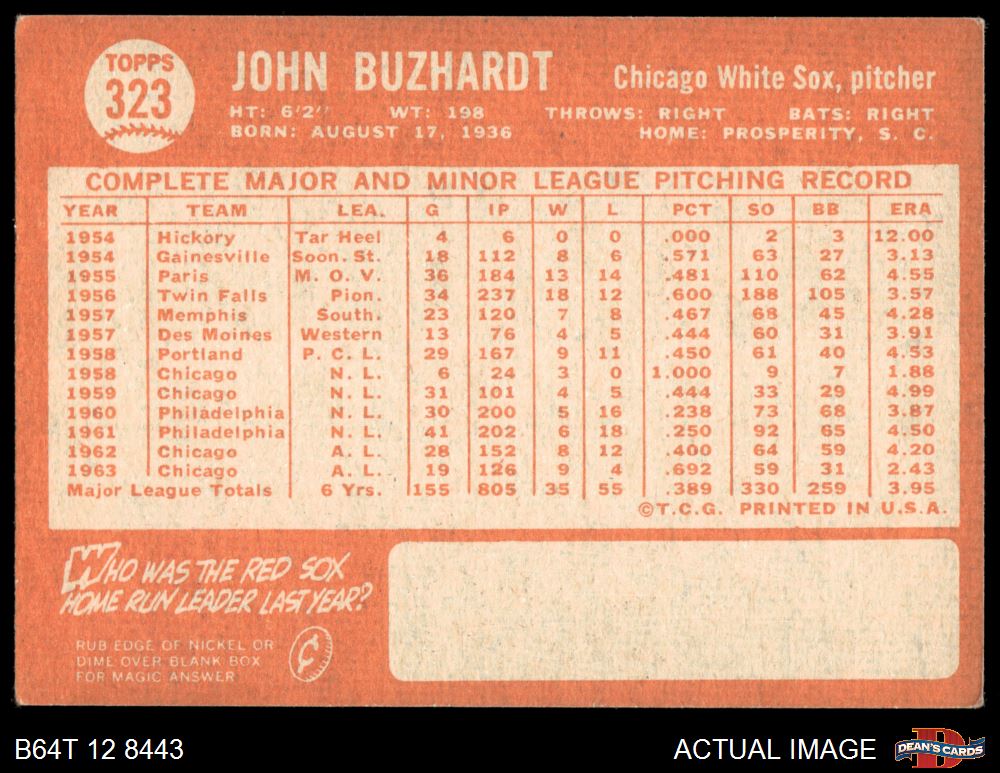 TOPPS
323
JOHN BUZHARDT
Chicago White Sox, pitcher
HT: 6'2" WT: 198 THROWS: RIGHT BATS: RIGHT
BORN: AUGUST 17, 1936 HOME: PROSPERITY, S. C.
COMPLETE MAJOR AND MINOR LEAGUE PITCHING RECORD
YEAR TEAM LEA. G IP W L PCT SO BB ERA
1954 Hickory Tar Heel 4 6 0 0 .000 2 3 12.00
1954 Gainesville Soon. St. 18 112 8 6 .571 63 27 3.13
1955 Paris M. O. V. 36 184 13 14 .481 110 62 4.55
1956 Twin Falls Pion. 34 237 18 12 .600 188 105 3.57
1957 Memphis South. 23 120 7 8 .467 68 45 4.28
1957 Des Moines Western 13 76 4 5 .444 60 31 3.91
1958 Portland P. C. L. 29 167 9 11 .450 61 40 4.53
1958 Chicago N. L. 6 24 3 0 1.000 9 7 1.88
1959 Chicago N. L. 31 101 4 5 .444 33 29 4.99
1960 Philadelphia N. L. 30 200 5 16 .238 73 68 3.87
1961 Philadelphia N. L. 41 202 6 18 .250 92 65 4.50
1962 Chicago A. L. 28 152 8 12 .400 64 59 4.20
1963 Chicago A. L. 19 126 9 4 .692 59 31 2.43
Major League Totals 6 Yrs. 155 805 35 55 .389 330 259 3.95
©T.C.G. PRINTED IN U.S.A.
WHO WAS THE RED SOX
HOME RUN LEADER LAST YEAR?
RUB EDGE OF NICKEL OR
DIME OVER BLANK BOX
FOR MAGIC ANSWER
¢
B64T 12 8443
ACTUAL IMAGE
D
DEAN'S CARDS